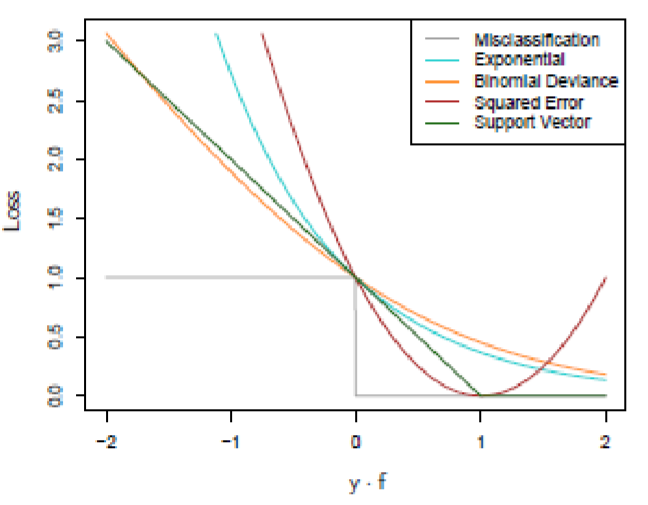 Misclassification
Exponential
Binomial Deviance
Squared Error
Support Vector
3.0
2.5
2.0
1.5
1.0
0.5
0.0
Loss
−2 −1 0 1 2
y · f